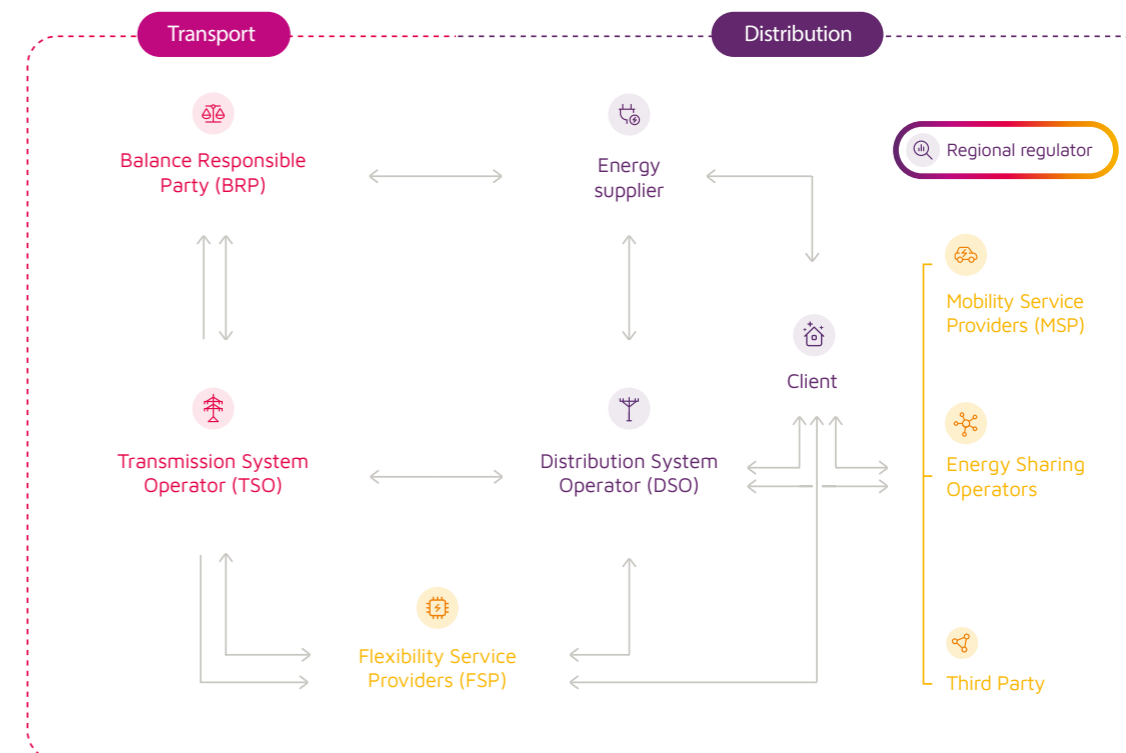 Transport
Distribution
Balance Responsible
Party (BRP)
Energy
supplier
Regional regulator
Mobility Service
Providers (MSP)
Client
Transmission System
Operator (TSO)
Distribution System
Operator (DSO)
Energy Sharing
Operators
Flexibility Service
Providers (FSP)
Third Party